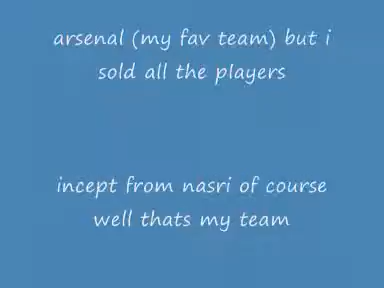 arsenal (my fav team) but i
sold all the players
incept from nasri of course
well thats my team